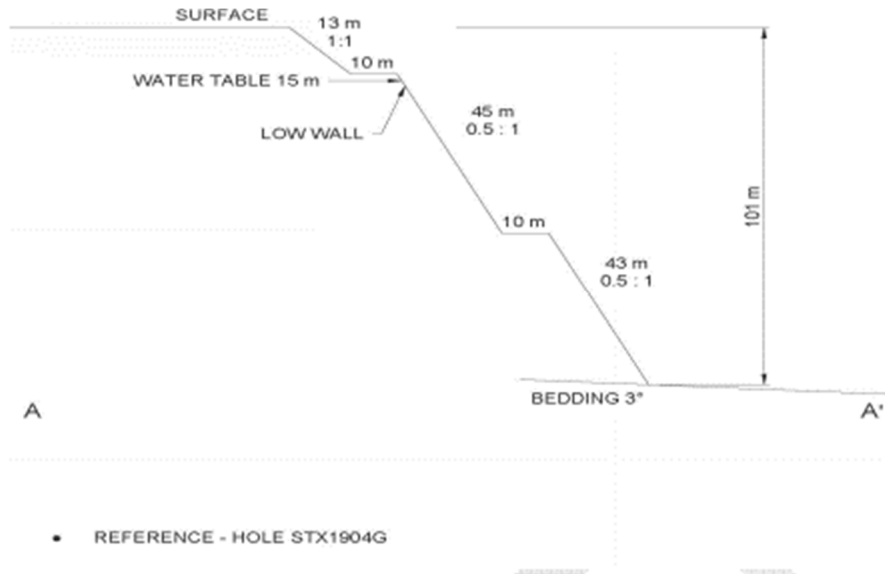 SURFACE
13 m
1:1
10 m
WATER TABLE 15 m
LOW WALL
45 m
0.5 : 1
10 m
101 m
43 m
0.5 : 1
BEDDING 3°
A
A'
• REFERENCE - HOLE STX1904G